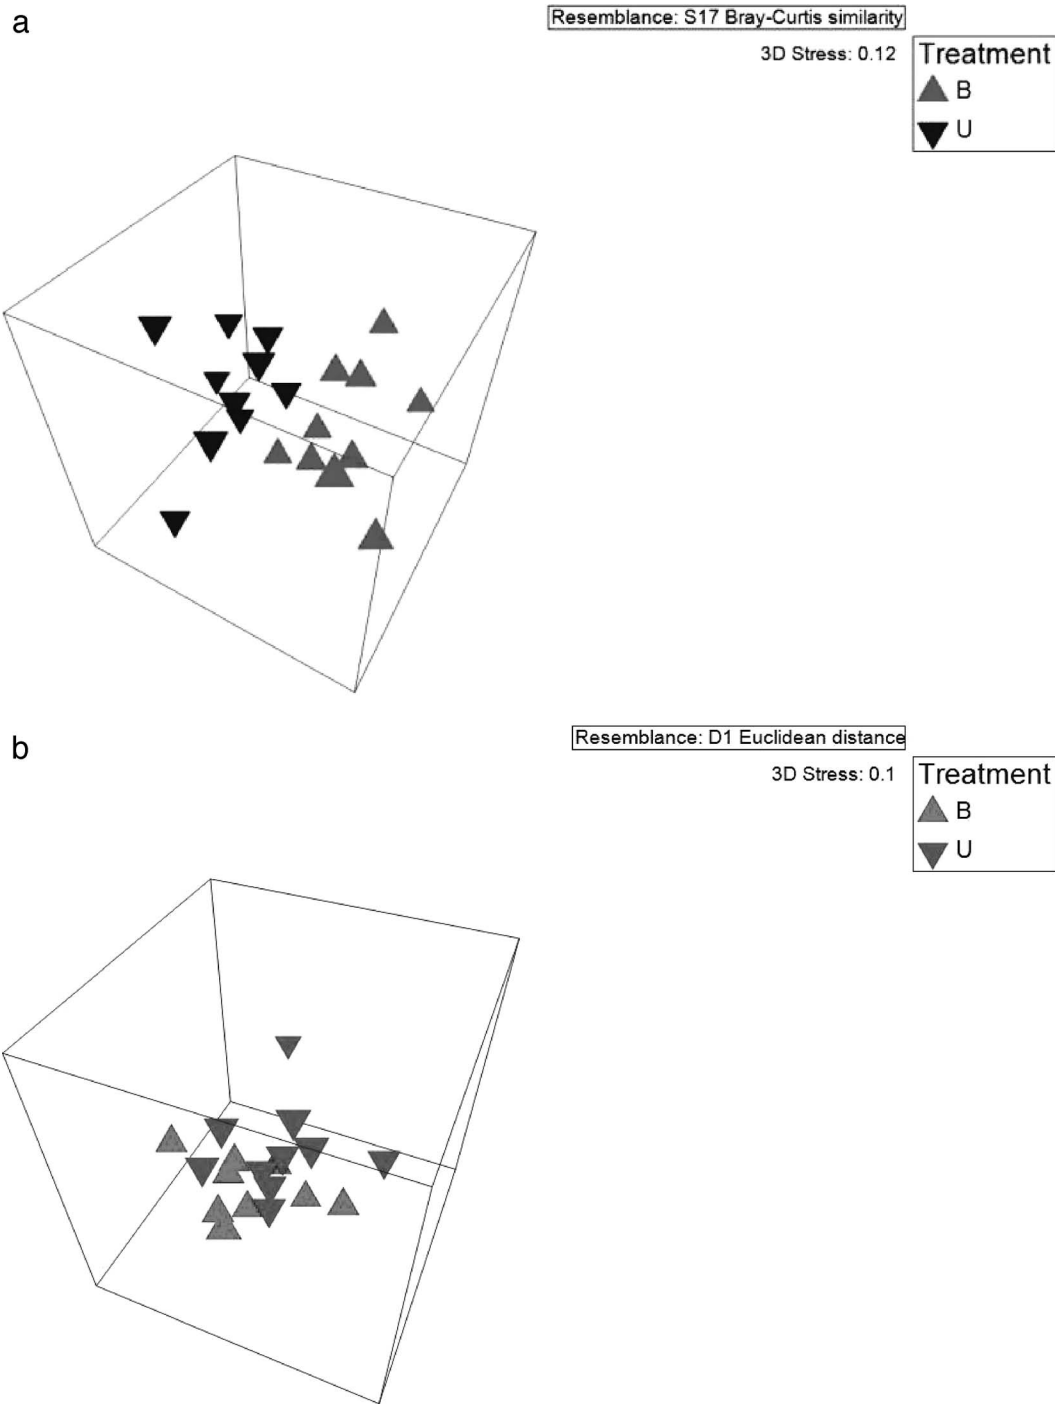 a
Resemblance: S17 Bray-Curtis similarity
3D Stress: 0.12
Treatment
B
U
b
Resemblance: D1 Euclidean distance
3D Stress: 0.1
Treatment
B
U